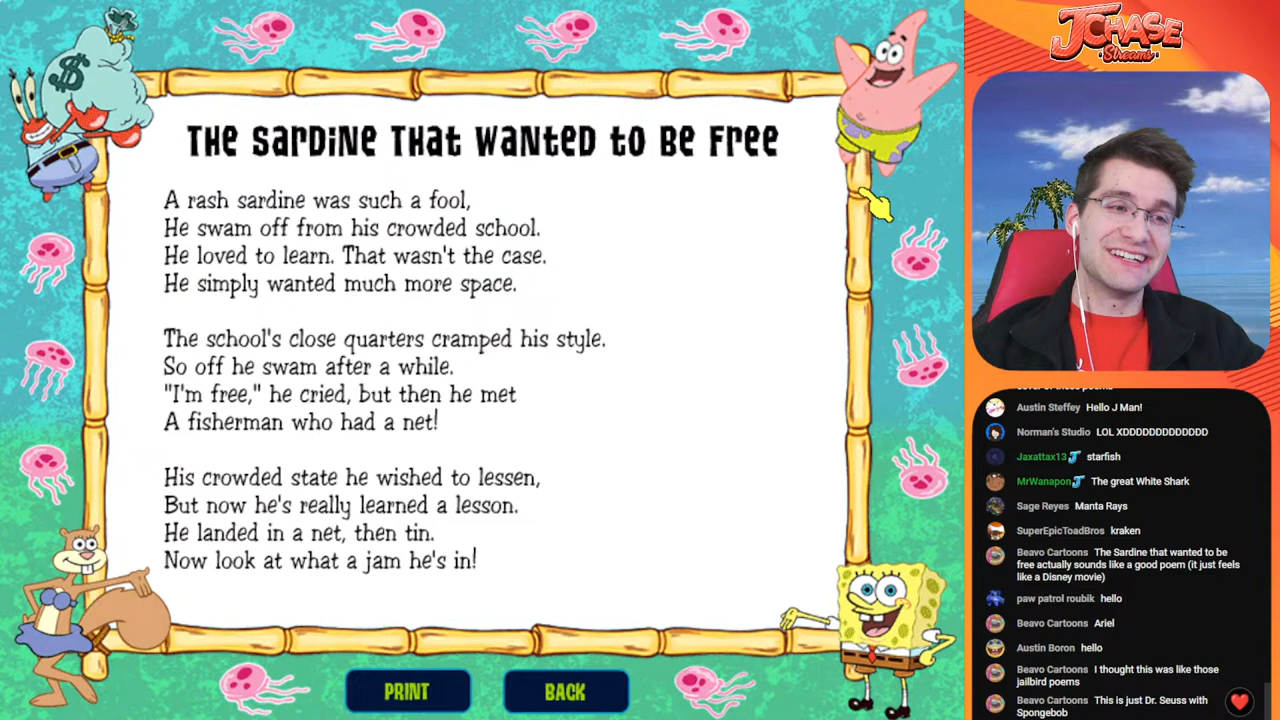 JCHASE
Streams
$
THE SARDINE THAT WANTED TO BE FREE
A rash sardine was such a fool,
He swam off from his crowded school.
He loved to learn. That wasn't the case.
He simply wanted much more space.
The school's close quarters cramped his style.
So off he swam after a while.
"I'm free," he cried, but then he met
A fisherman who had a net!
His crowded state he wished to lessen,
But now he's really learned a lesson.
He landed in a net, then tin.
Now look at what a jam he's in!
PRINT
BACK
Austin Steffey Hello J Man!
Norman's Studio LOL XDDDDDDDDDDDDD
Jaxattax13 starfish
MrWanapon The great White Shark
Sage Reyes Manta Rays
SuperEpicToadBros kraken
Beavo Cartoons The Sardine that wanted to be
free actually sounds like a good poem (it just feels
like a Disney movie)
paw patrol roubik hello
Beavo Cartoons Ariel
Austin Boron hello
Beavo Cartoons I thought this was like those
jailbird poems
Beavo Cartoons This is just Dr. Seuss with
Spongebob